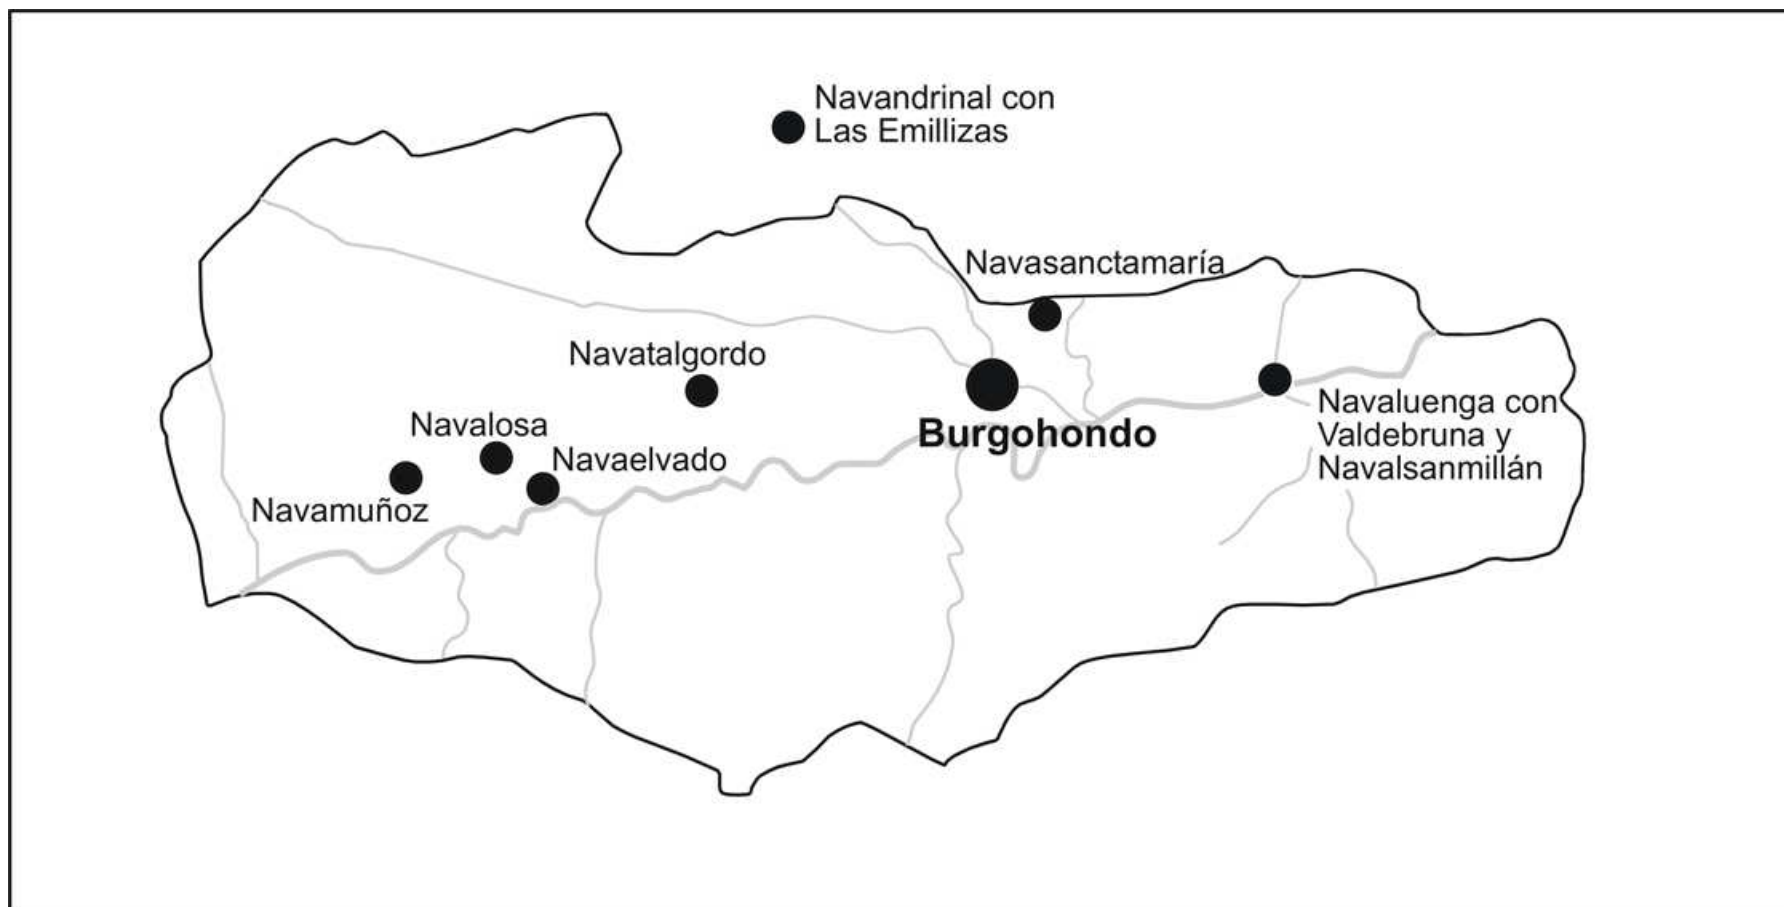 Navandrinal con
Las Emillizas
Navasanctamaría
Navatalgordo
Burgohondo
Navaluenga con
Valdebruna y
Navalsanmillán
Navalosa
Navaelvado
Navamuñoz